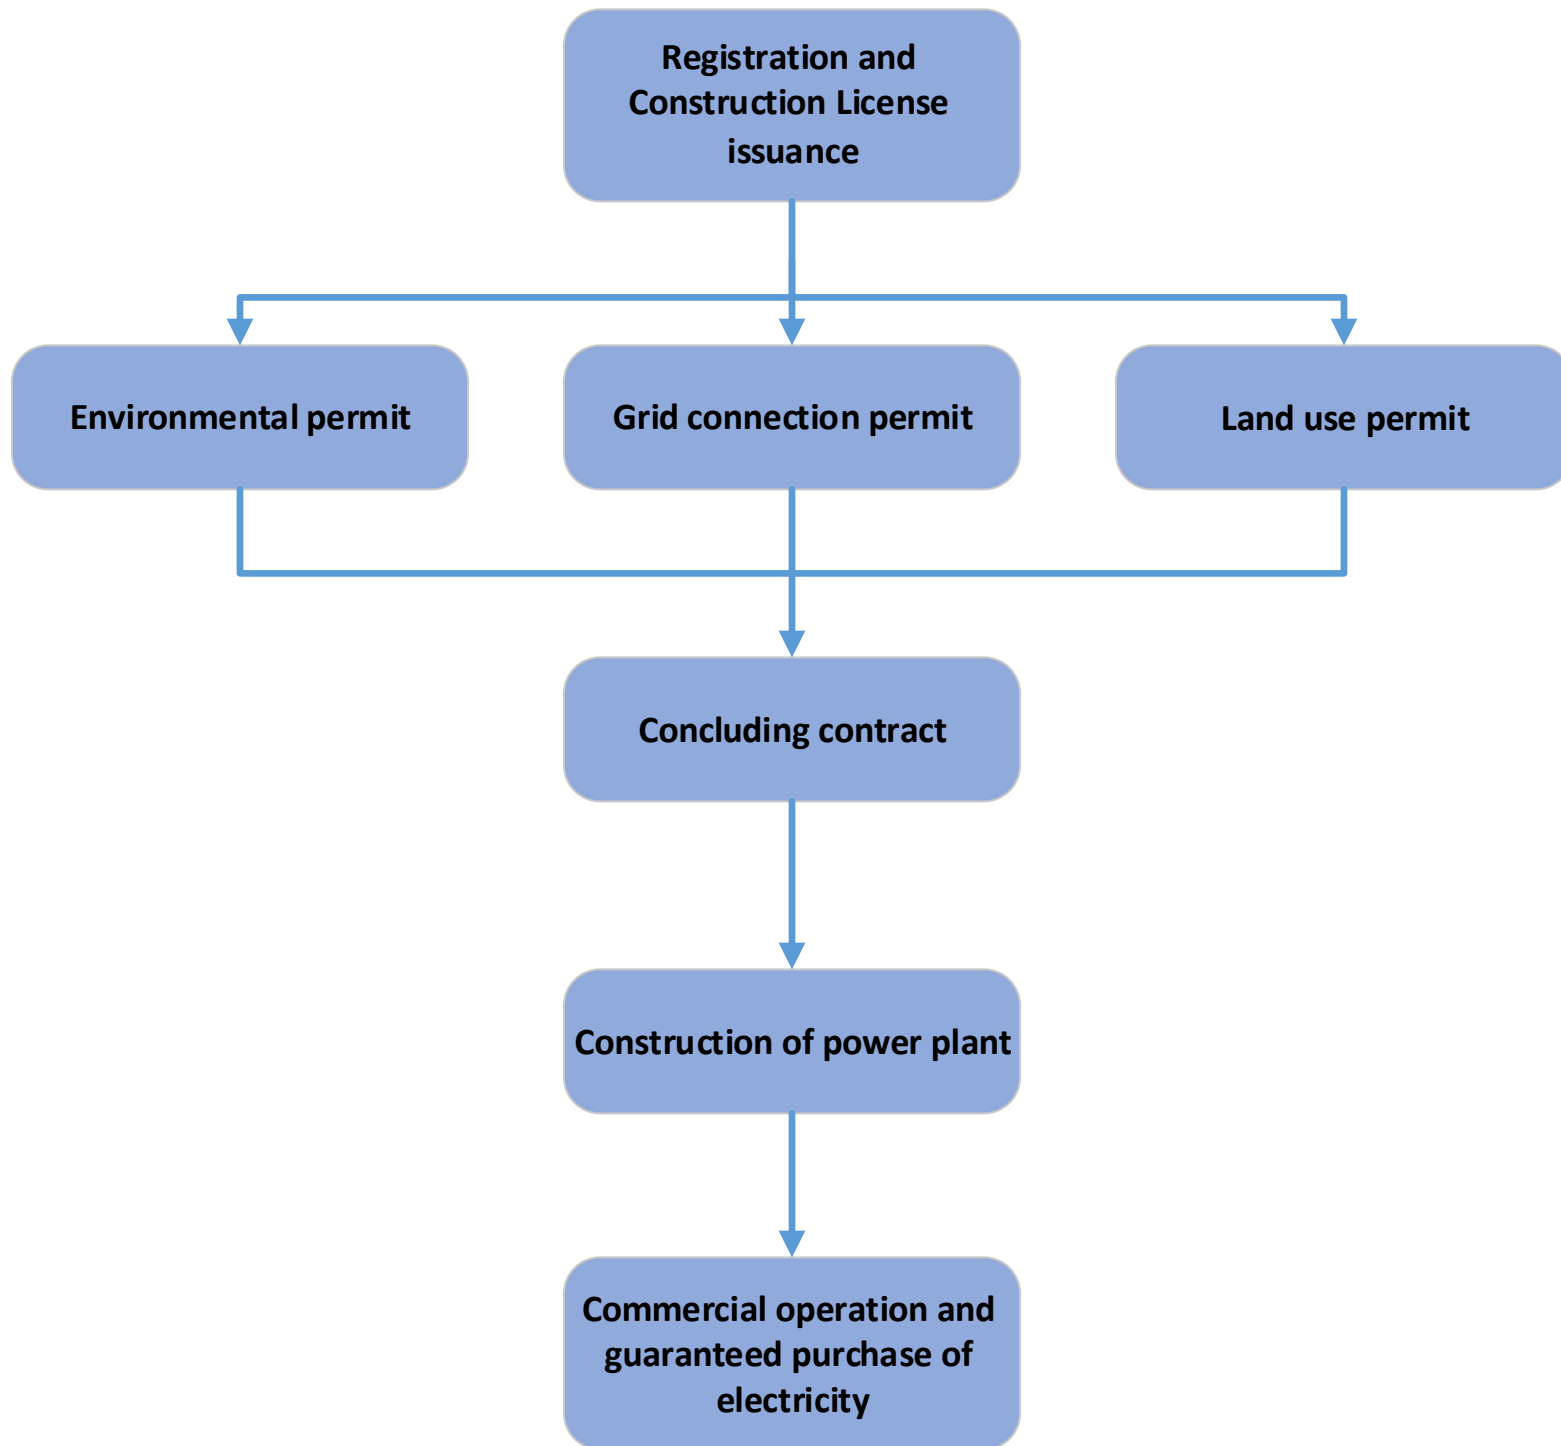 Registration and
Construction License
issuance
Environmental permit
Grid connection permit
Land use permit
Concluding contract
Construction of power plant
Commercial operation and
guaranteed purchase of
electricity